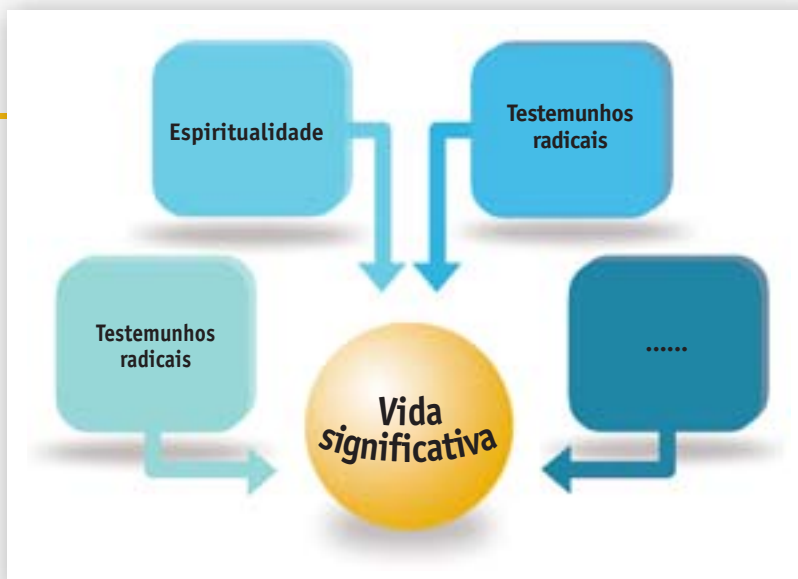 Espiritualidade
Testemunhos
radicais
Testemunhos
radicais
......
Vida
significativa